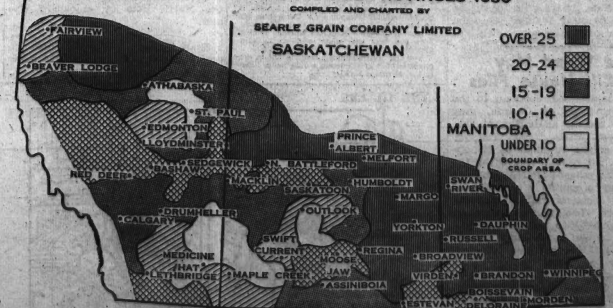 COMPILED AND CHARTED BY
SEARLE GRAIN COMPANY LIMITED
SASKATCHEWAN
OVER 25
20-24
15-19
10-14
UNDER 10
BOUNDARY OF
CROP AREA
MANITOBA
FAIRVIEW
BEAVER LODGE
ATHABASKA
ST. PAUL
EDMONTON
LLOYDMINSTER
PRINCE
ALBERT
MELFORT
RED DEER
BASHAW
SEDGEWICK
N. BATTLEFORD
MACKLIN
SASKATOON
HUMBOLDT
MARGO
SWAN
RIVER
CALGARY
DRUMHELLER
OUTLOOK
YORKTON
DAUPHIN
RUSSELL
SWIFT
CURRENT
REGINA
BROADVIEW
MEDICINE
HAT
LETHBRIDGE
MAPLE CREEK
MOOSE
JAW
ASSINIBOIA
VIRDEN
BRANDON
WINNIPEG
ESTEVAN
BOISSEVAIN
DELORAINE
MORDEN